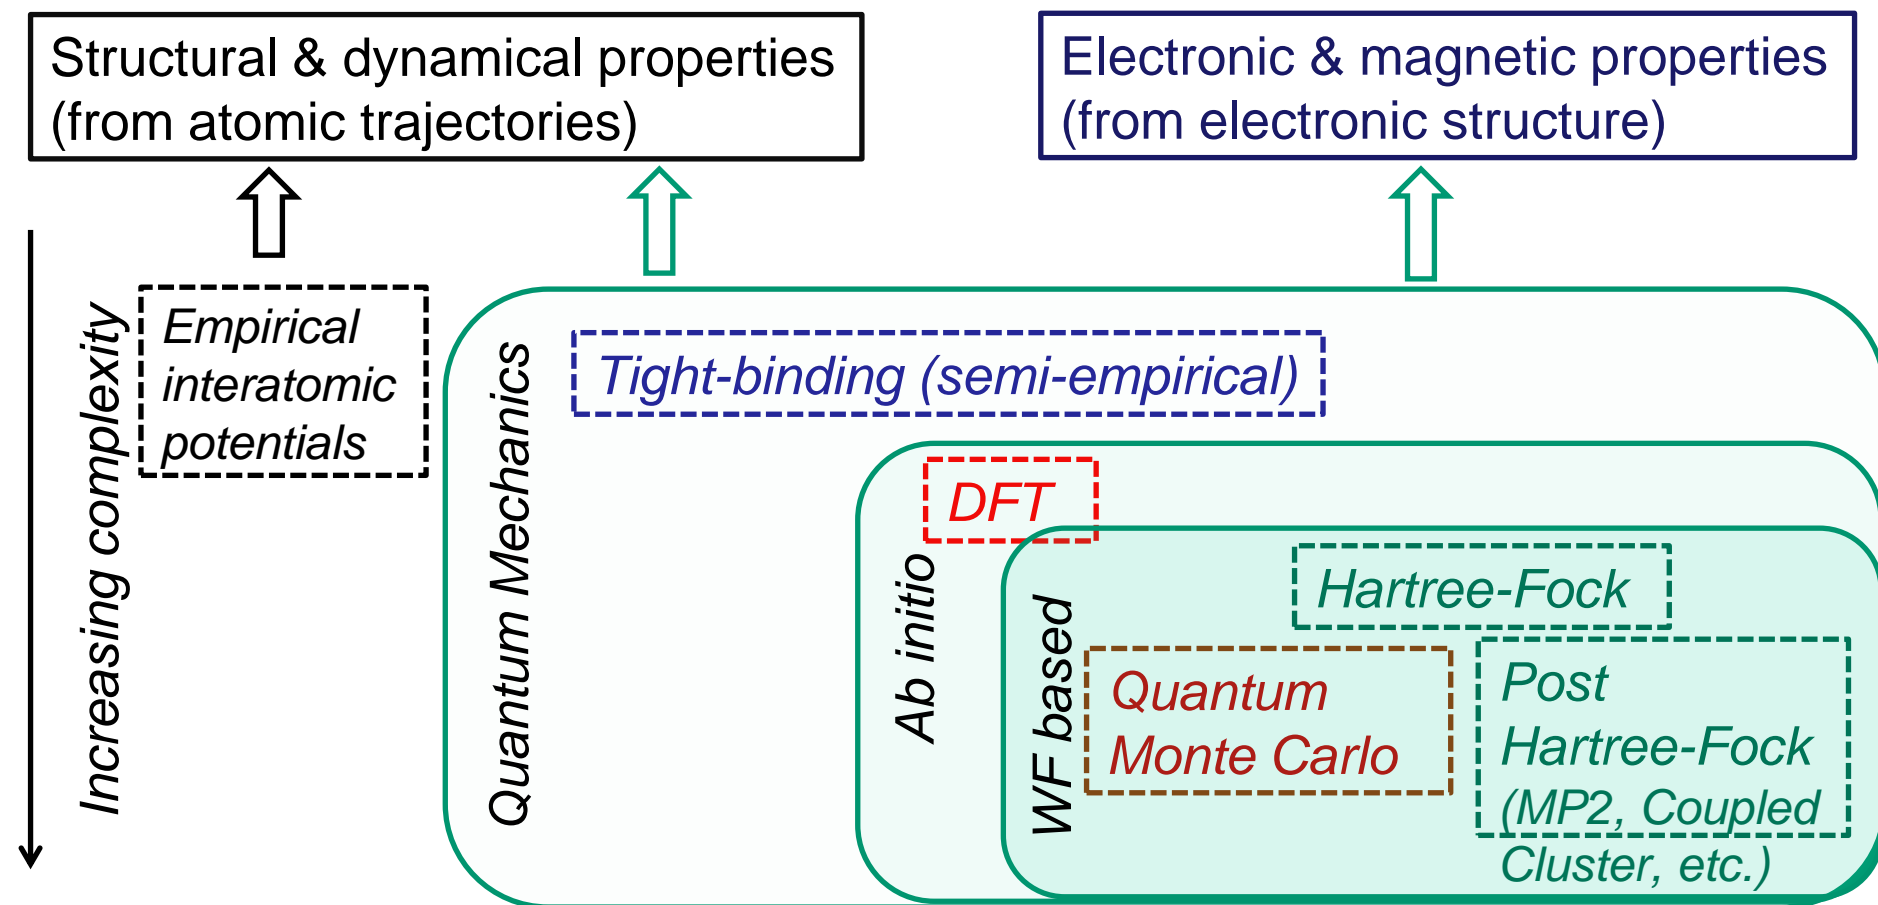 Structural & dynamical properties
(from atomic trajectories)
Electronic & magnetic properties
(from electronic structure)
Increasing complexity
Empirical
interatomic
potentials
Quantum Mechanics
Tight-binding (semi-empirical)
Ab initio
DFT
WF based
Hartree-Fock
Quantum
Monte Carlo
Post
Hartree-Fock
(MP2, Coupled
Cluster, etc.)